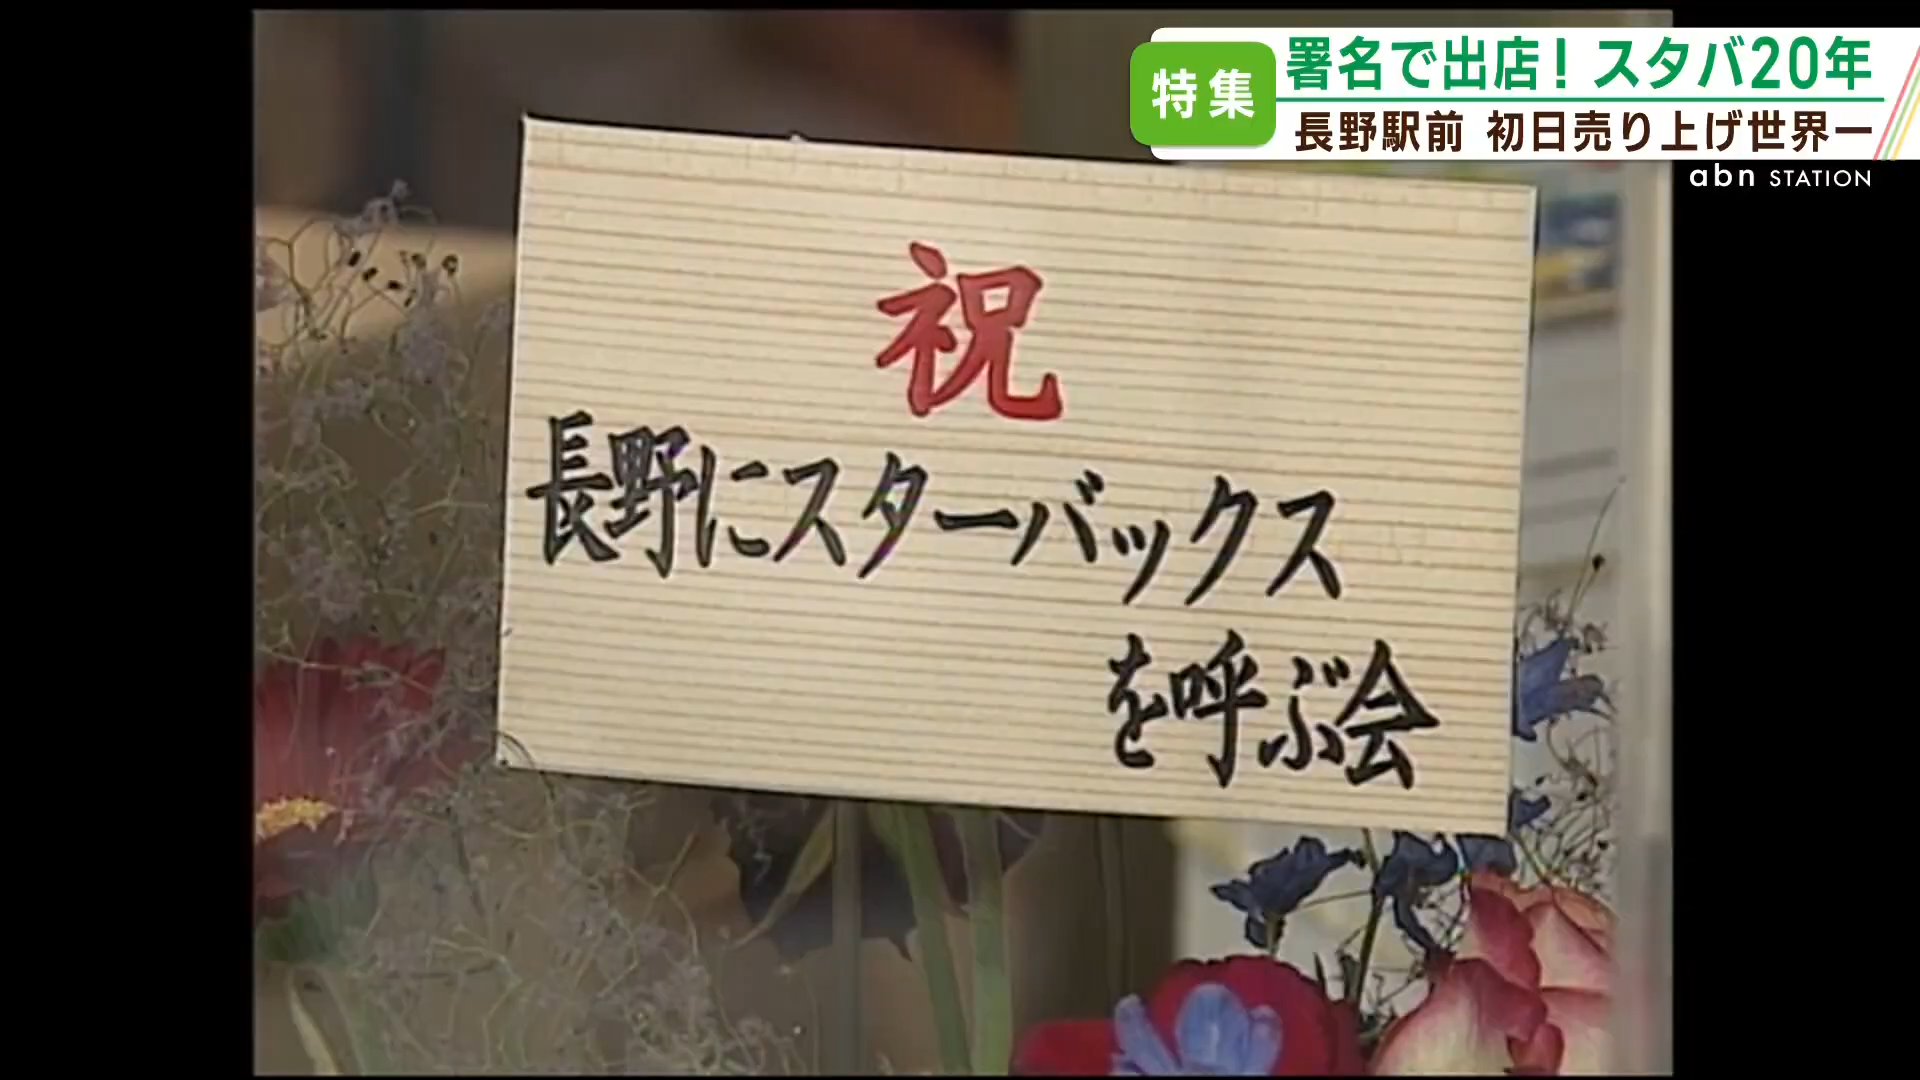 特集
署名で出店！スタバ20年
長野駅前 初日売り上げ世界一
abn STATION
祝
長野にスターバックス
を呼ぶ会